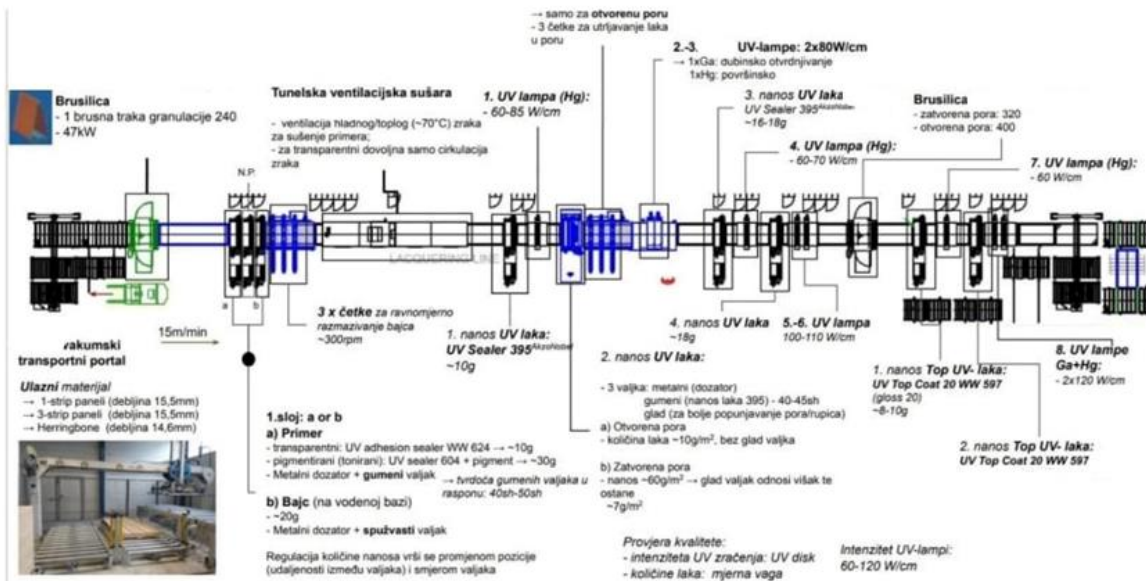 → samo za otvorenu poru
- 3 četke za utrljavanje laka
u poru
2.-3. UV-lampe: 2x80W/cm
→ 1xGa: dubinsko otvrdnjivanje
1xHg: površinsko
Brusilica
- 1 brusna traka granulacije 240
- 47kW
Tunelska ventilacijska sušara
- ventilacija hladnog/toplog (~70°C) zraka
za sušenje primera;
- za transparentni dovoljna samo cirkulacija
zraka
1. UV lampa (Hg):
- 60-85 W/cm
3. nanos UV laka
UV Sealer 395 AkzoNobel
~16-18g
4. UV lampa (Hg):
- 60-70 W/cm
Brusilica
- zatvorena pora: 320
- otvorena pora: 400
7. UV lampa (Hg):
- 60 W/cm
N.P.
LACQUERING LINE
a b
15m/min
vakumski
transportni portal
Ulazni materijal
→ 1-strip paneli (debljina 15,5mm)
→ 3-strip paneli (debljina 15,5mm)
→ Herringbone (debljina 14,6mm)
3 x četke za ravnomjerno
razmazivanje bajca
~300rpm
1. nanos UV laka:
UV Sealer 395 AkzoNobel
~10g
1.sloj: a or b
a) Primer
- transparentni: UV adhesion sealer WW 624 → ~10g
- pigmentirani (tonirani): UV sealer 604 + pigment → ~30g
- Metalni dozator + gumeni valjak
→ tvrdoća gumenih valjaka u
rasponu: 40sh-50sh
b) Bajc (na vodenoj bazi)
- ~20g
- Metalni dozator + spužvasti valjak
Regulacija količine nanosa vrši se promjenom pozicije
(udaljenosti između valjaka) i smjerom valjaka
2. nanos UV laka:
- 3 valjka: metalni (dozator)
gumeni (nanos laka 395) - 40-45sh
glad (za bolje popunjavanje pora/rupica)
a) Otvorena pora
- količina laka ~10g/m², bez glad valjka
b) Zatvorena pora
- nanos ~60g/m² → glad valjak odnosi višak te
ostane
~7g/m²
4. nanos UV laka
~18g
5.-6. UV lampa
100-110 W/cm
1. nanos Top UV- laka:
UV Top Coat 20 WW 597
(gloss 20)
~8-10g
8. UV lampe
Ga+Hg:
- 2x120 W/cm
2. nanos Top UV- laka:
UV Top Coat 20 WW 597
Provjera kvalitete:
- intenziteta UV zračenja: UV disk
- količine laka: mjerna vaga
Intenzitet UV-lampi:
60-120 W/cm